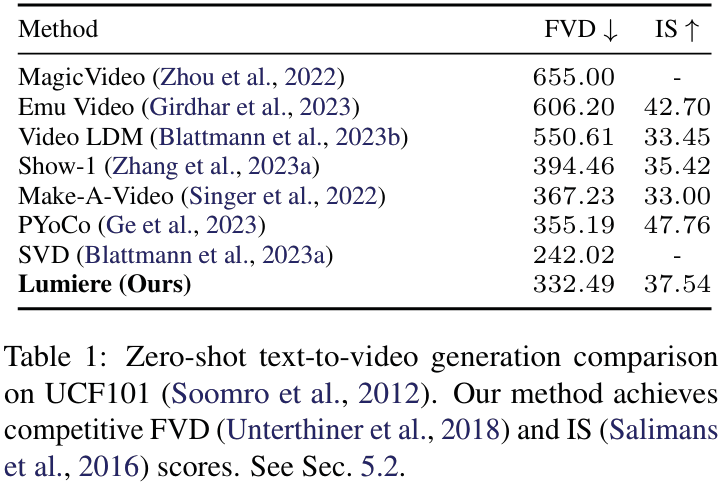 Method FVD ↓ IS ↑
MagicVideo (Zhou et al., 2022) 655.00 -
Emu Video (Girdhar et al., 2023) 606.20 42.70
Video LDM (Blattmann et al., 2023b) 550.61 33.45
Show-1 (Zhang et al., 2023a) 394.46 35.42
Make-A-Video (Singer et al., 2022) 367.23 33.00
PYoCo (Ge et al., 2023) 355.19 47.76
SVD (Blattmann et al., 2023a) 242.02 -
Lumiere (Ours) 332.49 37.54
Table 1: Zero-shot text-to-video generation comparison
on UCF101 (Soomro et al., 2012). Our method achieves
competitive FVD (Unterthiner et al., 2018) and IS (Salimans
et al., 2016) scores. See Sec. 5.2.